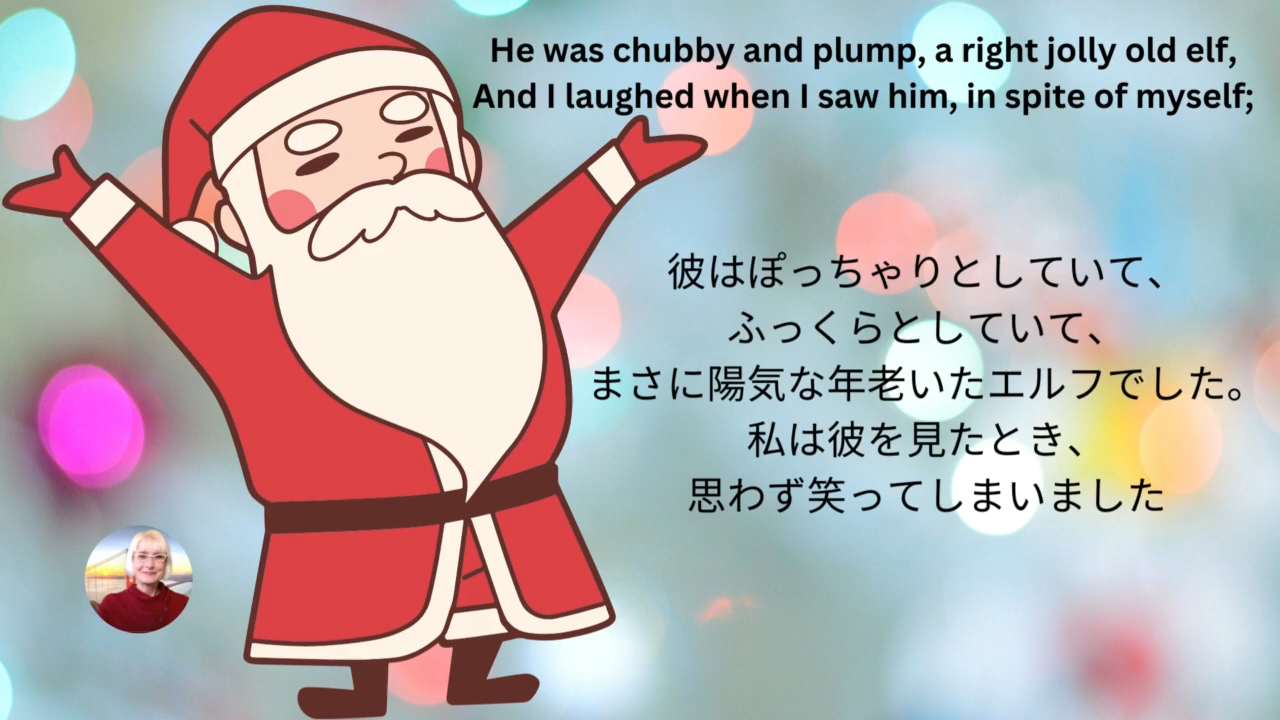 He was chubby and plump, a right jolly old elf,
And I laughed when I saw him, in spite of myself;
彼はぽっちゃりとしていて、
ふっくらとしていて、
まさに陽気な年老いたエルフでした。
私は彼を見たとき、
思わず笑ってしまいました